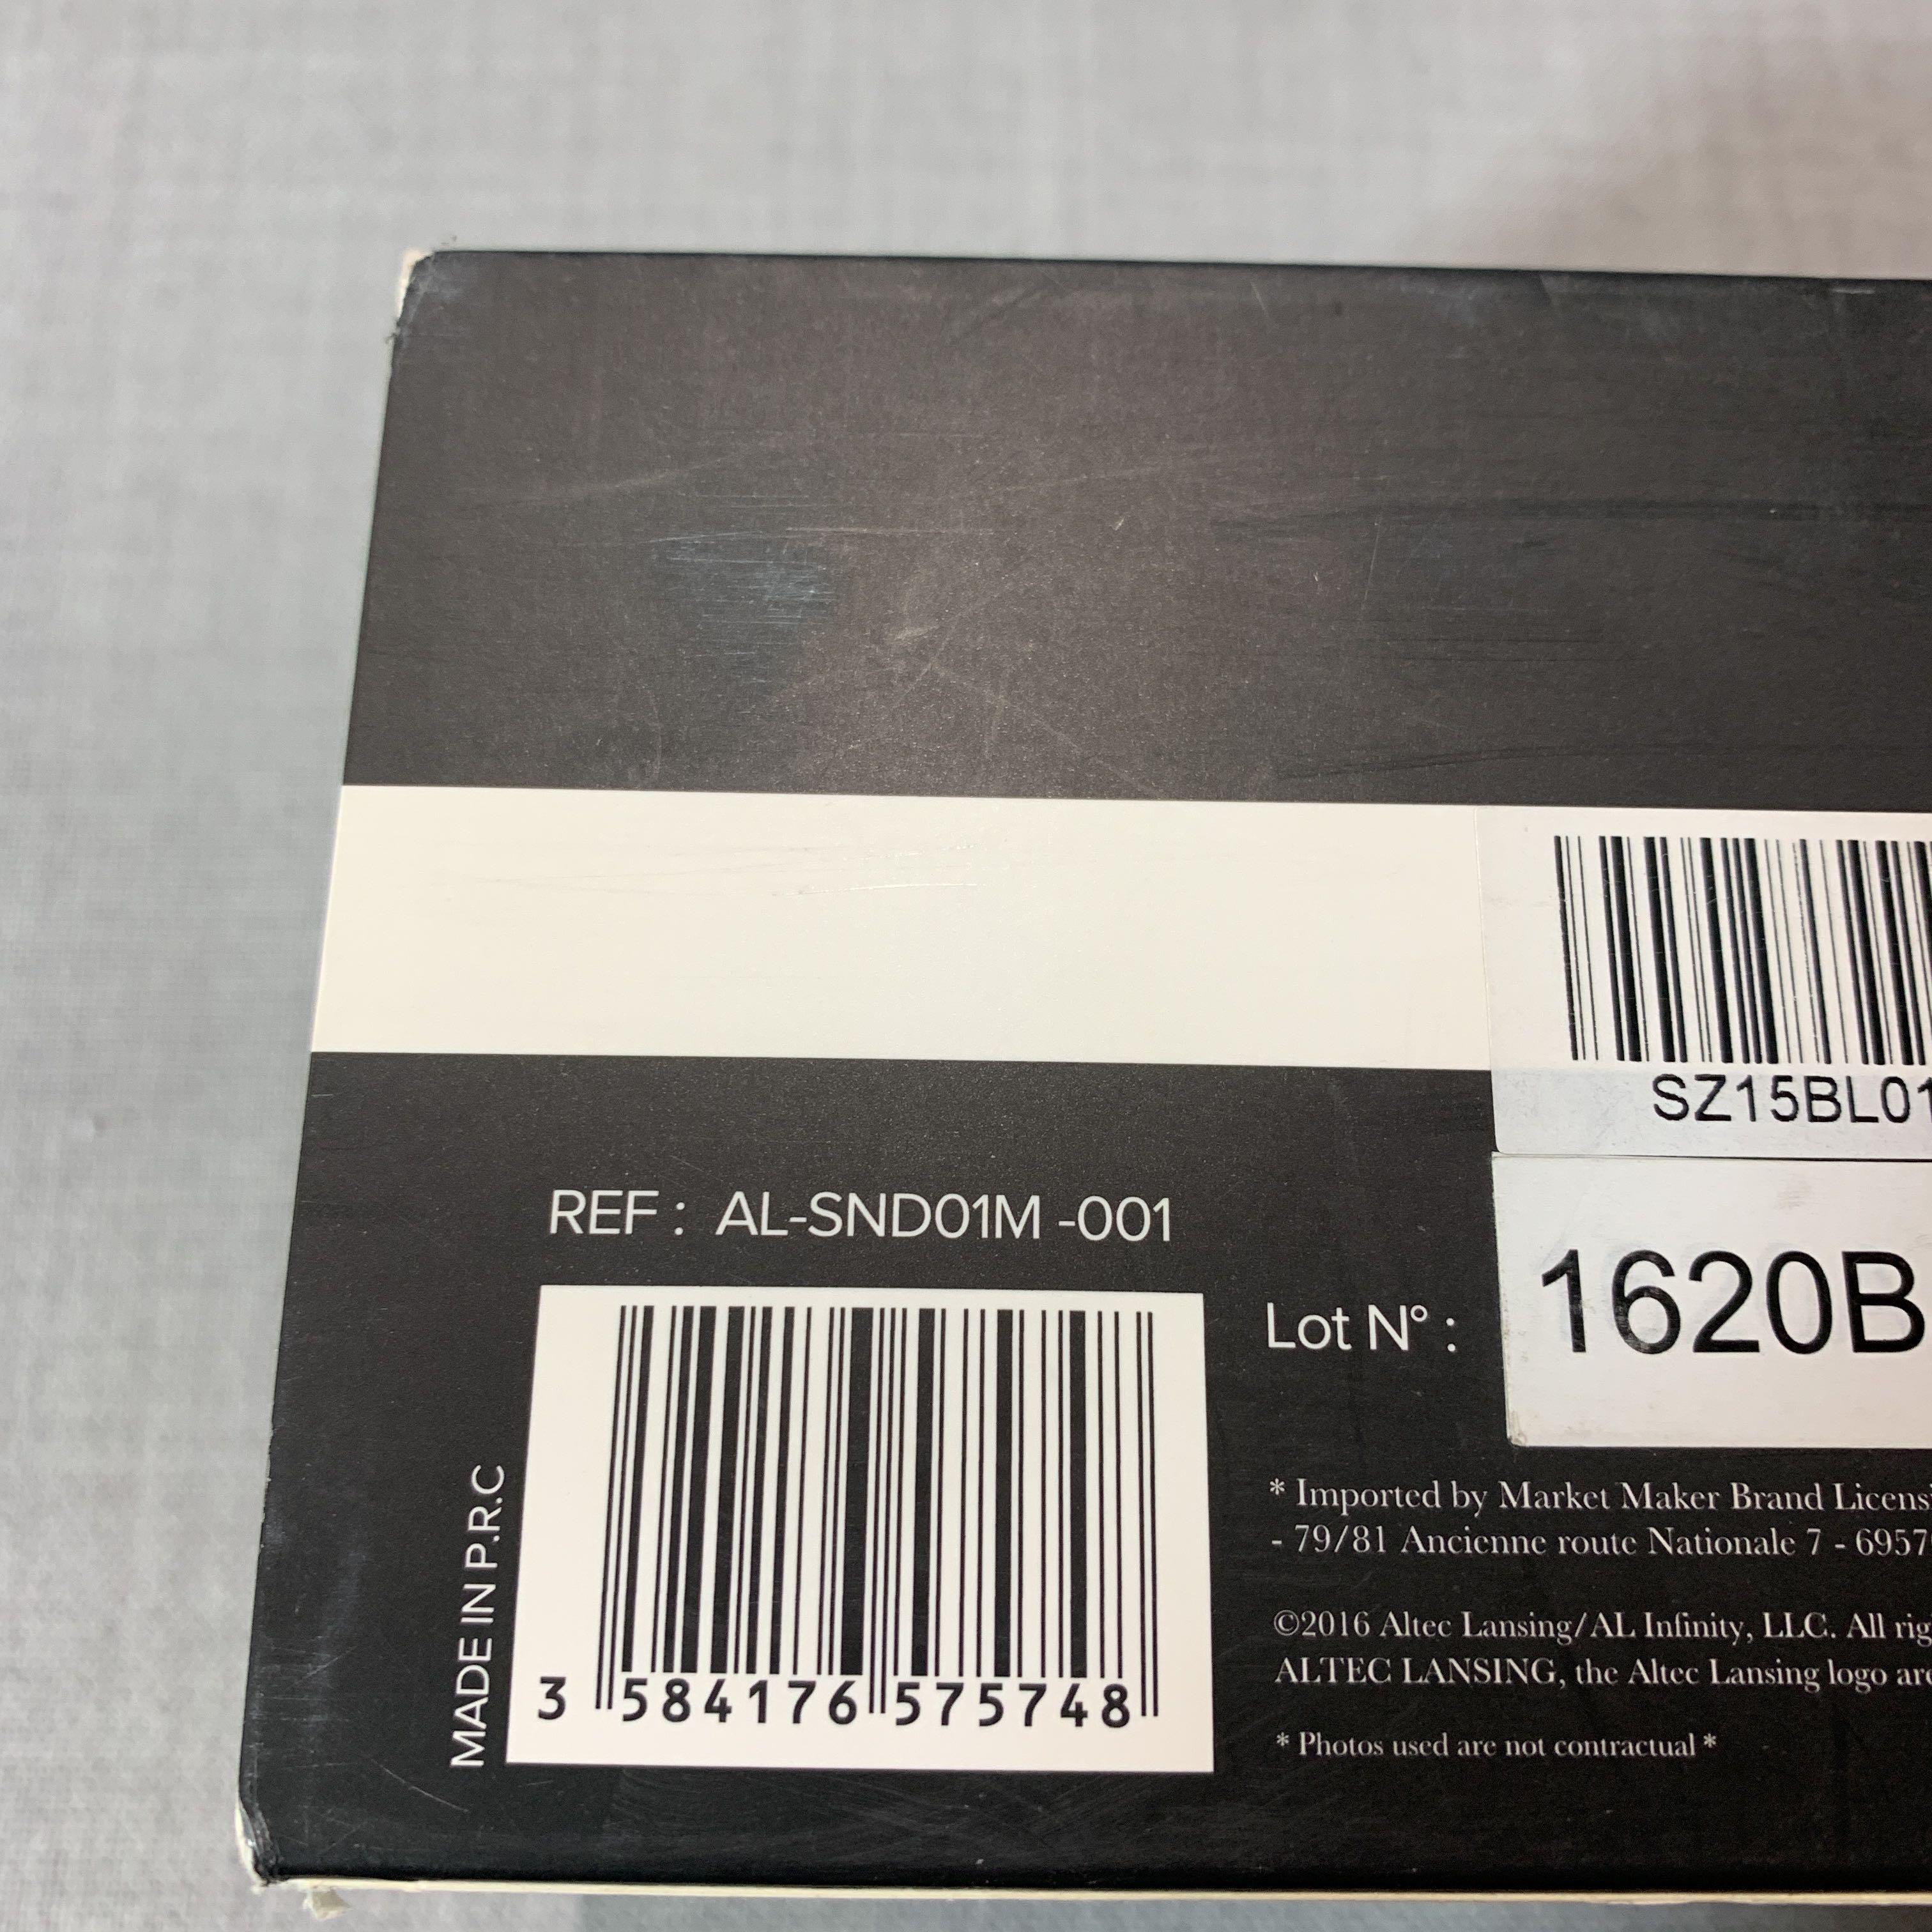 SZ15BL01
REF : AL-SND01M -001
Lot N° : 1620B
MADE IN P.R.C
3 584176 575748
* Imported by Market Maker Brand Licensi
- 79/81 Ancienne route Nationale 7 - 6957
©2016 Altec Lansing/AL Infinity, LLC. All rig
ALTEC LANSING, the Altec Lansing logo are
* Photos used are not contractual *